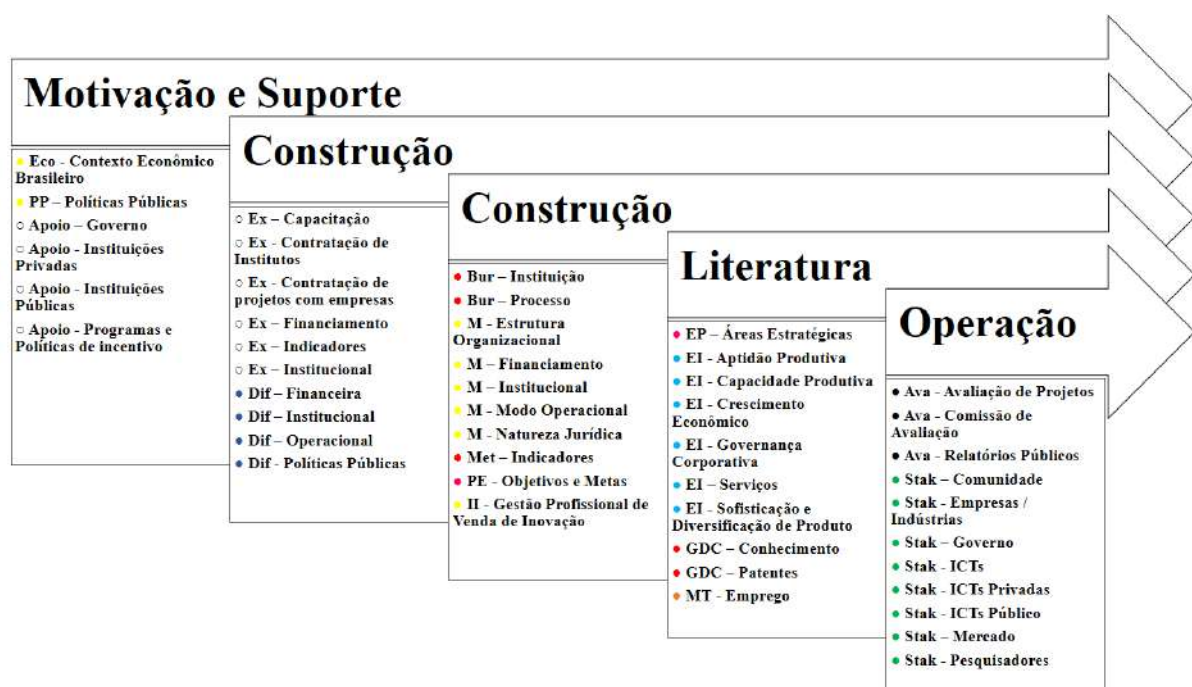 Motivação e Suporte
● Eco - Contexto Econômico
Brasileiro
● PP – Políticas Públicas
○ Apoio – Governo
○ Apoio - Instituições
Privadas
○ Apoio - Instituições
Públicas
○ Apoio - Programas e
Políticas de incentivo
Construção
○ Ex – Capacitação
○ Ex - Contratação de
Institutos
○ Ex - Contratação de
projetos com empresas
○ Ex – Financiamento
○ Ex – Indicadores
○ Ex – Institucional
● Dif – Financeira
● Dif – Institucional
● Dif – Operacional
● Dif - Políticas Públicas
Construção
● Bur – Instituição
● Bur – Processo
● M - Estrutura
Organizacional
● M – Financiamento
● M – Institucional
● M - Modo Operacional
● M - Natureza Jurídica
● Met – Indicadores
● PE - Objetivos e Metas
● II - Gestão Profissional de
Venda de Inovação
Literatura
● EP – Áreas Estratégicas
● EI - Aptidão Produtiva
● EI - Capacidade Produtiva
● EI - Crescimento
Econômico
● EI - Governança
Corporativa
● EI – Serviços
● EI - Sofisticação e
Diversificação de Produto
● GDC – Conhecimento
● GDC – Patentes
● MT - Emprego
Operação
● Ava - Avaliação de Projetos
● Ava - Comissão de
Avaliação
● Ava - Relatórios Públicos
● Stak – Comunidade
● Stak - Empresas /
Indústrias
● Stak – Governo
● Stak - ICTs
● Stak - ICTs Privadas
● Stak - ICTs Público
● Stak – Mercado
● Stak - Pesquisadores